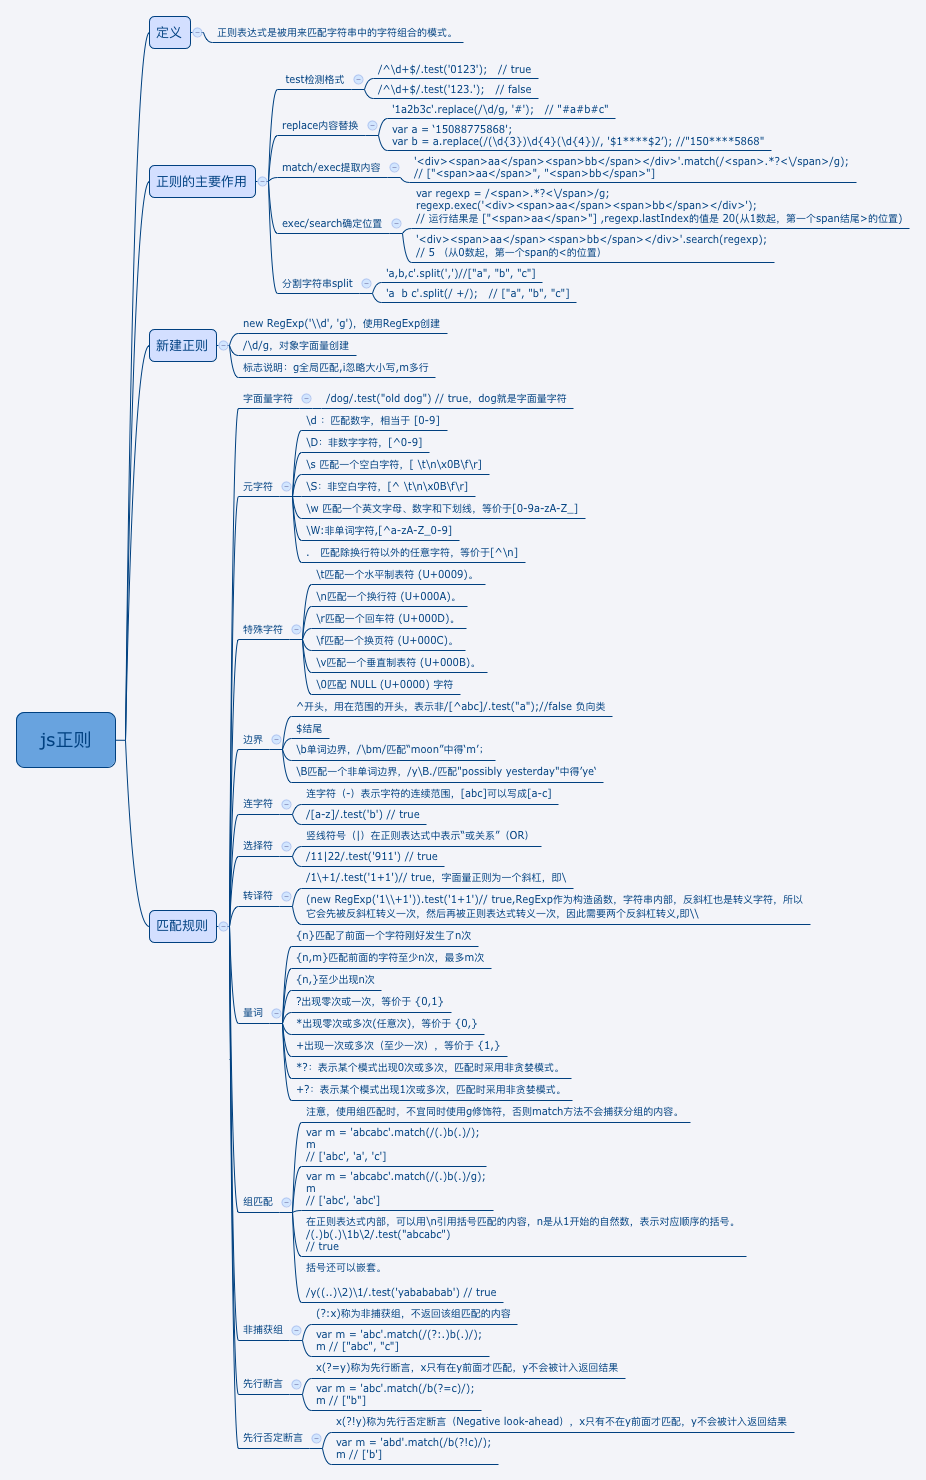 js正则
定义
正则表达式是被用来匹配字符串中的字符组合的模式。
正则的主要作用
test检测格式
/^\d+$/.test('0123'); // true
/^\d+$/.test('123.'); // false
replace内容替换
'1a2b3c'.replace(/\d/g, '#'); // "#a#b#c"
var a = '15088775868';
var b = a.replace(/(\d{3})\d{4}(\d{4})/, '$1****$2'); //"150****5868"
match/exec提取内容
'<div><span>aa</span><span>bb</span></div>'.match(/<span>.*?<\/span>/g);
// ["<span>aa</span>", "<span>bb</span>"]
exec/search确定位置
var regexp = /<span>.*?<\/span>/g;
regexp.exec('<div><span>aa</span><span>bb</span></div>');
// 运行结果是 ["<span>aa</span>"] ,regexp.lastIndex的值是 20(从1数起，第一个span结尾>的位置)
'<div><span>aa</span><span>bb</span></div>'.search(regexp);
// 5 （从0数起，第一个span的<的位置）
分割字符串split
'a,b,c'.split(',')//["a", "b", "c"]
'a  b c'.split(/ +/); // ["a", "b", "c"]
新建正则
new RegExp('\\d', 'g')，使用RegExp创建
/\d/g，对象字面量创建
标志说明：g全局匹配,i忽略大小写,m多行
匹配规则
字面量字符
/dog/.test("old dog") // true，dog就是字面量字符
元字符
\d ：匹配数字，相当于 [0-9]
\D：非数字字符，[^0-9]
\s 匹配一个空白字符，[ \t\n\x0B\f\r]
\S：非空白字符，[^ \t\n\x0B\f\r]
\w 匹配一个英文字母、数字和下划线，等价于[0-9a-zA-Z_]
\W:非单词字符,[^a-zA-Z_0-9]
. 匹配除换行符以外的任意字符，等价于[^\n]
特殊字符
\t匹配一个水平制表符 (U+0009)。
\n匹配一个换行符 (U+000A)。
\r匹配一个回车符 (U+000D)。
\f匹配一个换页符 (U+000C)。
\v匹配一个垂直制表符 (U+000B)。
\0匹配 NULL (U+0000) 字符
边界
^开头，用在范围的开头，表示非/[^abc]/.test("a");//false 负向类
$结尾
\b单词边界，/\bm/匹配“moon”中得‘m’;
\B匹配一个非单词边界，/y\B./匹配"possibly yesterday"中得’ye‘
连字符
连字符（-）表示字符的连续范围，[abc]可以写成[a-c]
/[a-z]/.test('b') // true
选择符
竖线符号（|）在正则表达式中表示“或关系”（OR）
/11|22/.test('911') // true
转译符
/1\+1/.test('1+1')// true，字面量正则为一个斜杠，即\
(new RegExp('1\\+1')).test('1+1')// true,RegExp作为构造函数，字符串内部，反斜杠也是转义字符，所以
它会先被反斜杠转义一次，然后再被正则表达式转义一次，因此需要两个反斜杠转义,即\\
量词
{n}匹配了前面一个字符刚好发生了n次
{n,m}匹配前面的字符至少n次，最多m次
{n,}至少出现n次
?出现零次或一次，等价于 {0,1}
*出现零次或多次(任意次)，等价于 {0,}
+出现一次或多次（至少一次），等价于 {1,}
*?：表示某个模式出现0次或多次，匹配时采用非贪婪模式。
+?：表示某个模式出现1次或多次，匹配时采用非贪婪模式。
组匹配
注意，使用组匹配时，不宜同时使用g修饰符，否则match方法不会捕获分组的内容。
var m = 'abcabc'.match(/(.)b(.)/);
m
// ['abc', 'a', 'c']
var m = 'abcabc'.match(/(.)b(.)/g);
m
// ['abc', 'abc']
在正则表达式内部，可以用\n引用括号匹配的内容，n是从1开始的自然数，表示对应顺序的括号。
/(.)b(.)\1b\2/.test("abcabc")
// true
括号还可以嵌套。
/y((..)\2)\1/.test('yabababab') // true
非捕获组
(?:x)称为非捕获组，不返回该组匹配的内容
var m = 'abc'.match(/(?:.)b(.)/);
m // ["abc", "c"]
先行断言
x(?=y)称为先行断言，x只有在y前面才匹配，y不会被计入返回结果
var m = 'abc'.match(/b(?=c)/);
m // ["b"]
先行否定断言
x(?!y)称为先行否定断言（Negative look-ahead），x只有不在y前面才匹配，y不会被计入返回结果
var m = 'abd'.match(/b(?!c)/);
m // ['b']